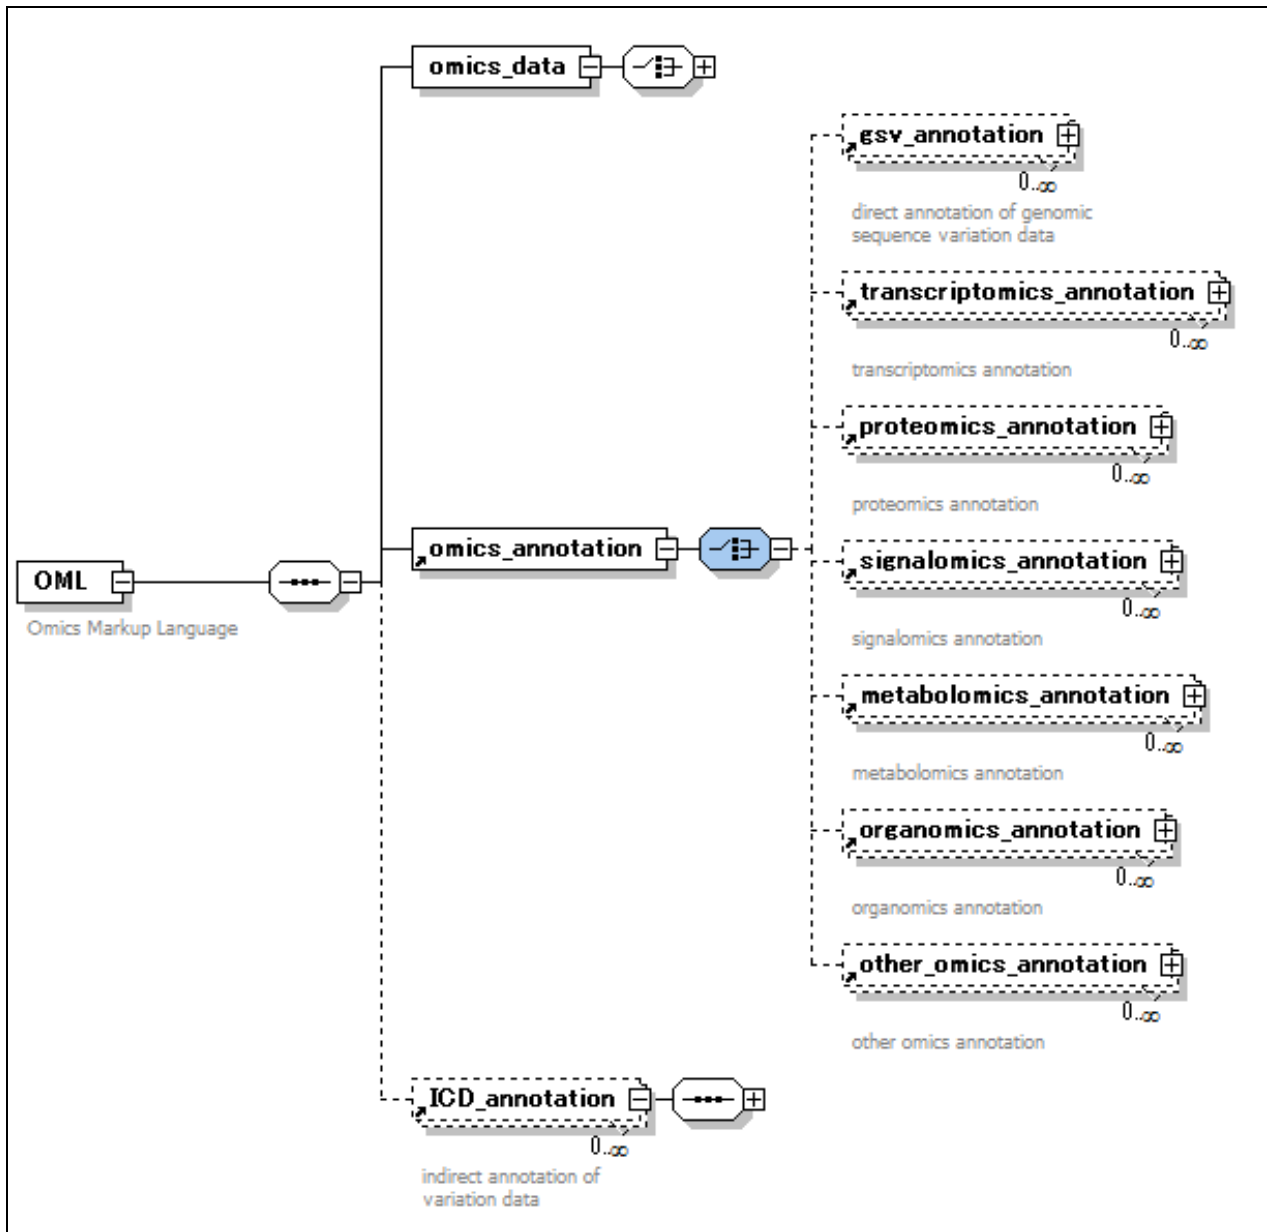 omics_data
gsv_annotation
0..∞
direct annotation of genomic
sequence variation data
transcriptomics_annotation
0..∞
transcriptomics annotation
proteomics_annotation
0..∞
proteomics annotation
omics_annotation
signalomics_annotation
0..∞
signalomics annotation
OML
Omics Markup Language
metabolomics_annotation
0..∞
metabolomics annotation
organomics_annotation
0..∞
organomics annotation
other_omics_annotation
0..∞
other omics annotation
ICD_annotation
0..∞
indirect annotation of
variation data